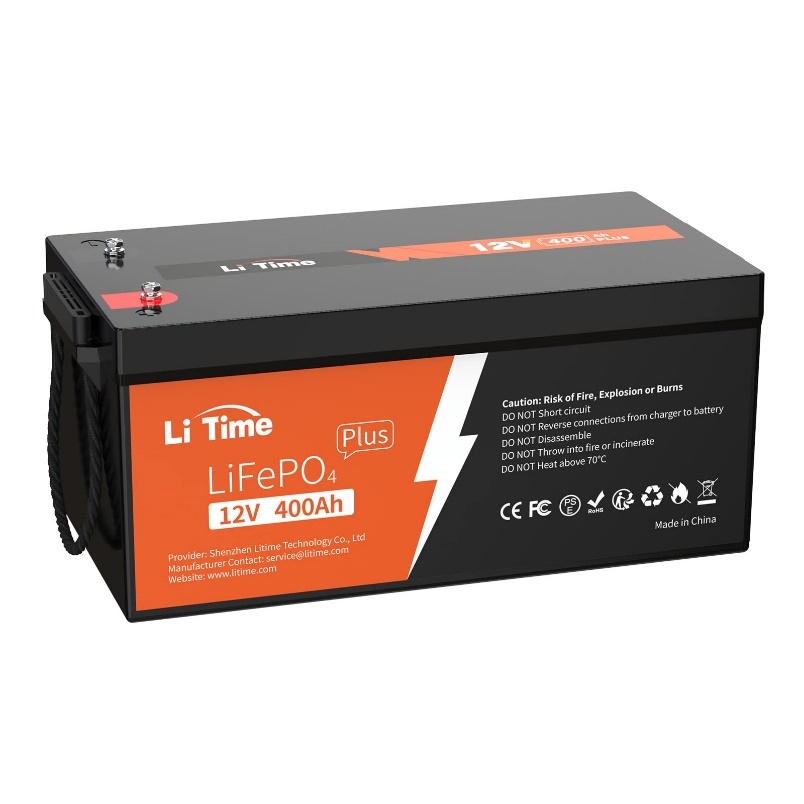 Li Time
12V 400 Ah
PLUS
Li Time
Plus
LiFePO4
12V 400Ah
Provider: Shenzhen Litime Technology Co., Ltd
Manufacturer Contact: service@litime.com
Website: www.litime.com
Caution: Risk of Fire, Explosion or Burns
DO NOT Short circuit
DO NOT Reverse connections from charger to battery
DO NOT Disassemble
DO NOT Throw into fire or incinerate
DO NOT Heat above 70℃
CE FC PS E RoHS
Made in China